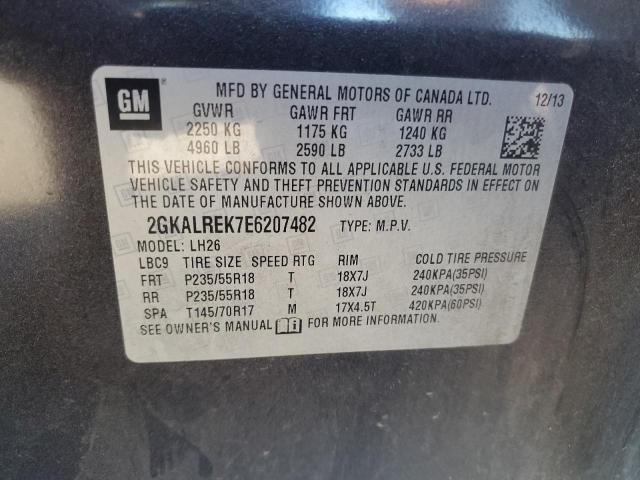 GM
MFD BY GENERAL MOTORS OF CANADA LTD. 12/13
GVWR GAWR FRT GAWR RR
2250 KG 1175 KG 1240 KG
4960 LB 2590 LB 2733 LB
THIS VEHICLE CONFORMS TO ALL APPLICABLE U.S. FEDERAL MOTOR
VEHICLE SAFETY AND THEFT PREVENTION STANDARDS IN EFFECT ON
THE DATE OF MANUFACTURE SHOWN ABOVE.
2GKALREK7E6207482 TYPE: M.P.V.
MODEL: LH26
LBC9 TIRE SIZE SPEED RTG RIM COLD TIRE PRESSURE
FRT P235/55R18 T 18X7J 240KPA(35PSI)
RR P235/55R18 T 18X7J 240KPA(35PSI)
SPA T145/70R17 M 17X4.5T 420KPA(60PSI)
SEE OWNER'S MANUAL FOR MORE INFORMATION.